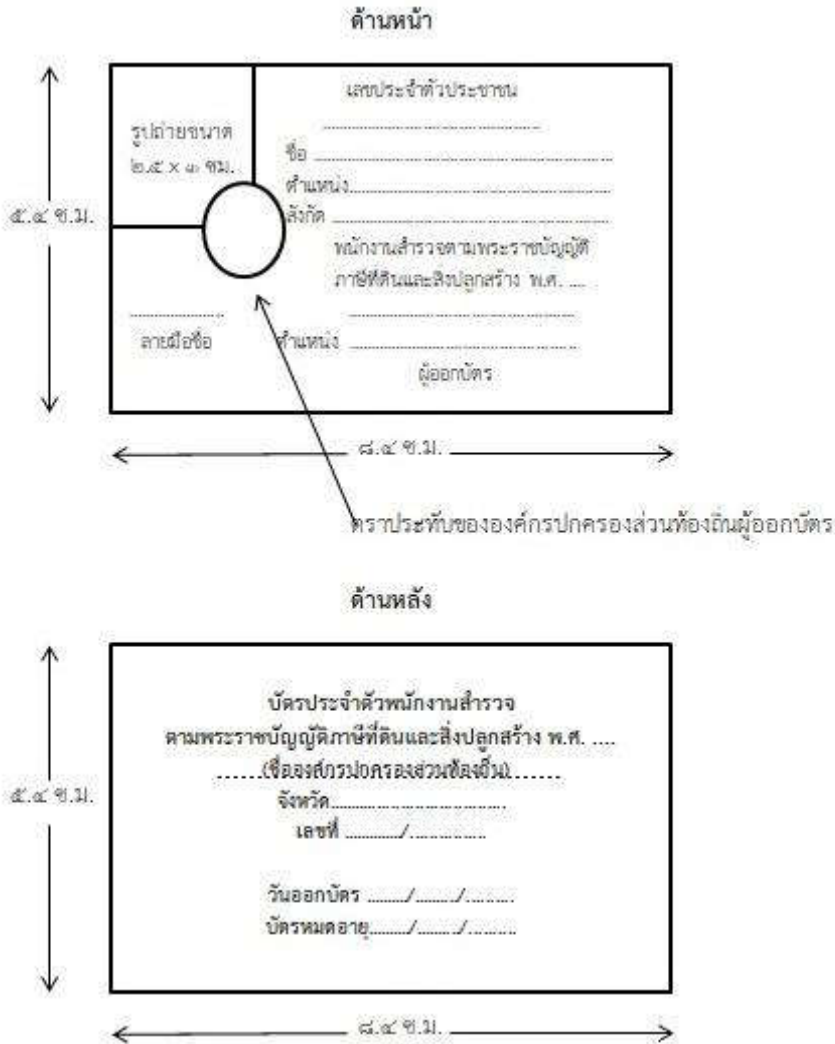 ด้านหน้า
เลขประจำตัวประชาชน
รูปถ่ายขนาด
๒.๕ × ๓ ซม.
ชื่อ ........................................
ตำแหน่ง........................................
สังกัด ........................................
พนักงานสำรวจตามพระราชบัญญัติ
ภาษีที่ดินและสิ่งปลูกสร้าง พ.ศ. ....
๕.๔ ซ.ม.
ลายมือชื่อ
ตำแหน่ง ........................................
ผู้ออกบัตร
๘.๔ ซ.ม.
ตราประทับขององค์กรปกครองส่วนท้องถิ่นผู้ออกบัตร
ด้านหลัง
บัตรประจำตัวพนักงานสำรวจ
ตามพระราชบัญญัติภาษีที่ดินและสิ่งปลูกสร้าง พ.ศ. ....
......(ชื่อองค์กรปกครองส่วนท้องถิ่น)......
๕.๔ ซ.ม.
จังหวัด..............................
เลขที่ ........../..............
วันออกบัตร ......./......./.........
บัตรหมดอายุ......./......./.........
๘.๔ ซ.ม.